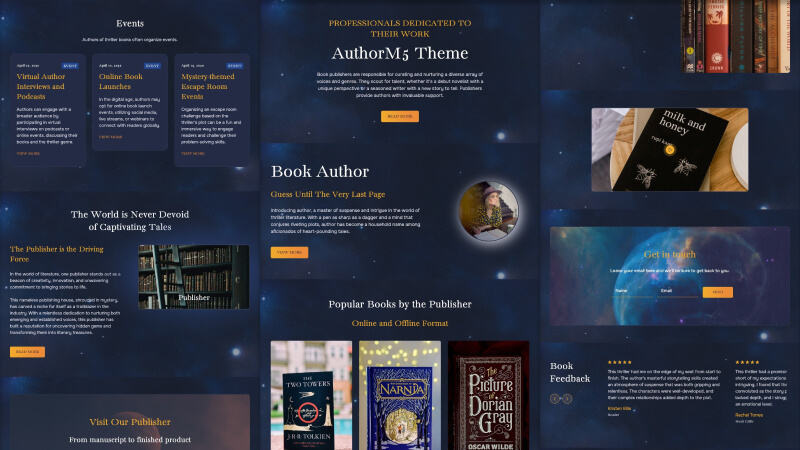 Events
Authors of thriller books often organize events.
EVENT
Virtual Author
Interviews and
Podcasts
Authors can engage with a
broader audience by
participating in virtual
interviews on podcasts or
online events, discussing their
books and the thriller genre.
VIEW MORE
EVENT
Online Book
Launches
In the digital age, authors may
opt for online book launch
events, utilizing social media,
live streams, or webinars to
connect with readers globally.
VIEW MORE
EVENT
Mystery-themed
Escape Room
Events
Organizing an escape room
challenge based on the
thriller's plot can be a fun and
immersive way to engage
readers and challenge their
problem-solving skills.
VIEW MORE
The World is Never Devoid
of Captivating Tales
The Publisher is the Driving
Force
In the world of literature, one publisher stands out as a
beacon of creativity, innovation, and unwavering
commitment to bringing stories to life.
This nameless publishing house, shrouded in mystery,
has carved a niche for itself as a trailblazer in the
industry. With a relentless dedication to nurturing both
emerging and established voices, this publisher has
built a reputation for uncovering hidden gems and
transforming them into literary treasures.
READ MORE
Publisher
Visit Our Publisher
From manuscript to finished product
PROFESSIONALS DEDICATED TO
THEIR WORK
AuthorM5 Theme
Book publishers are responsible for curating and nurturing a diverse array of
voices and genres. They scout for talent, whether it's a debut novelist with a
unique perspective or a seasoned writer with a new story to tell. Publishers
provide authors with invaluable support.
READ MORE
Book Author
Guess Until The Very Last Page
Introducing author, a master of suspense and intrigue in the world of
thriller literature. With a pen as sharp as a dagger and a mind that
conjures riveting plots, author has become a household name among
aficionados of heart-pounding tales.
VIEW MORE
Popular Books by the Publisher
Online and Offline Format
THE
TWO TOWERS
J·R·R·TOLKIEN
NARNIA
The
Picture of
Dorian
Gray
OSCAR WILDE
milk and
honey
rupi kaur
Get in touch
Leave your email here and we'll be sure to get back to you.
Name
Email
Book
Feedback
★★★★★
This thriller had me on the edge of my seat from start to
finish. The author's masterful storytelling skills created
an atmosphere of suspense that was both gripping and
relentless. The characters were well-developed, and
their complex relationships added depth to the plot.
Kristen Ellis
Reader
★★★★★
This thriller had a promisin
short of my expectations
intriguing, I found that the
convoluted as the story p
lacked depth, and I strugg
an emotional level.
Rachel Torres